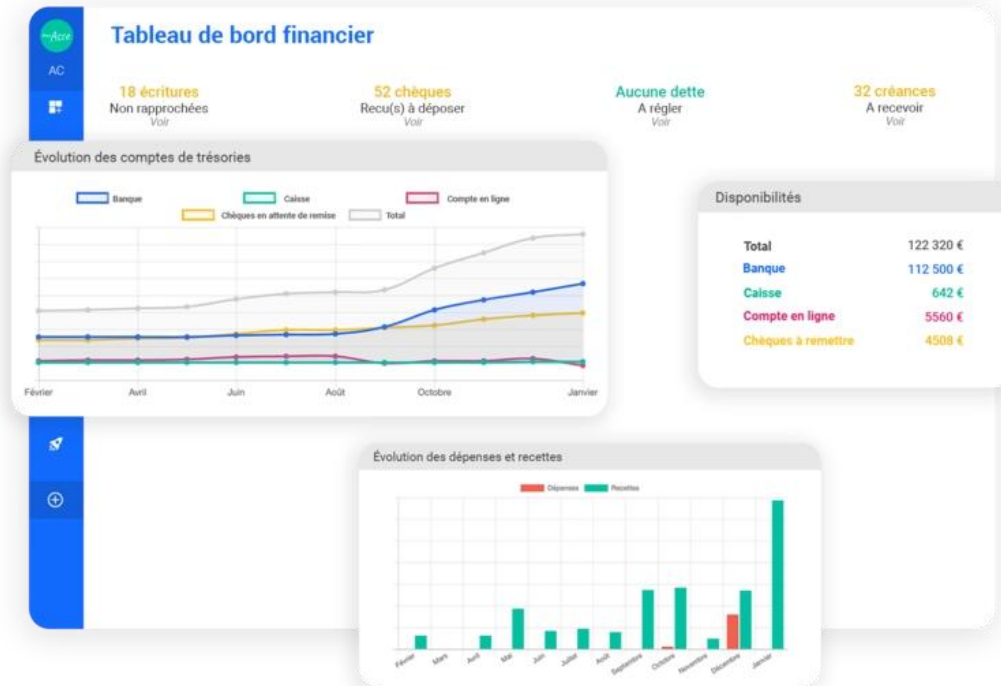 AC
Tableau de bord financier
18 écritures
Non rapprochées
Voir
52 chèques
Recu(s) à déposer
Voir
Aucune dette
A régler
Voir
32 créances
A recevoir
Voir
Évolution des comptes de trésories
Banque
Caisse
Compte en ligne
Chèques en attente de remise
Total
Février
Avril
Juin
Août
Octobre
Janvier
Disponibilités
Total 122 320 €
Banque 112 500 €
Caisse 642 €
Compte en ligne 5560 €
Chèques à remettre 4508 €
Évolution des dépenses et recettes
Dépenses
Recettes
Février
Mars
Avril
Mai
Juin
Juillet
Août
Septembre
Octobre
Novembre
Décembre
Janvier